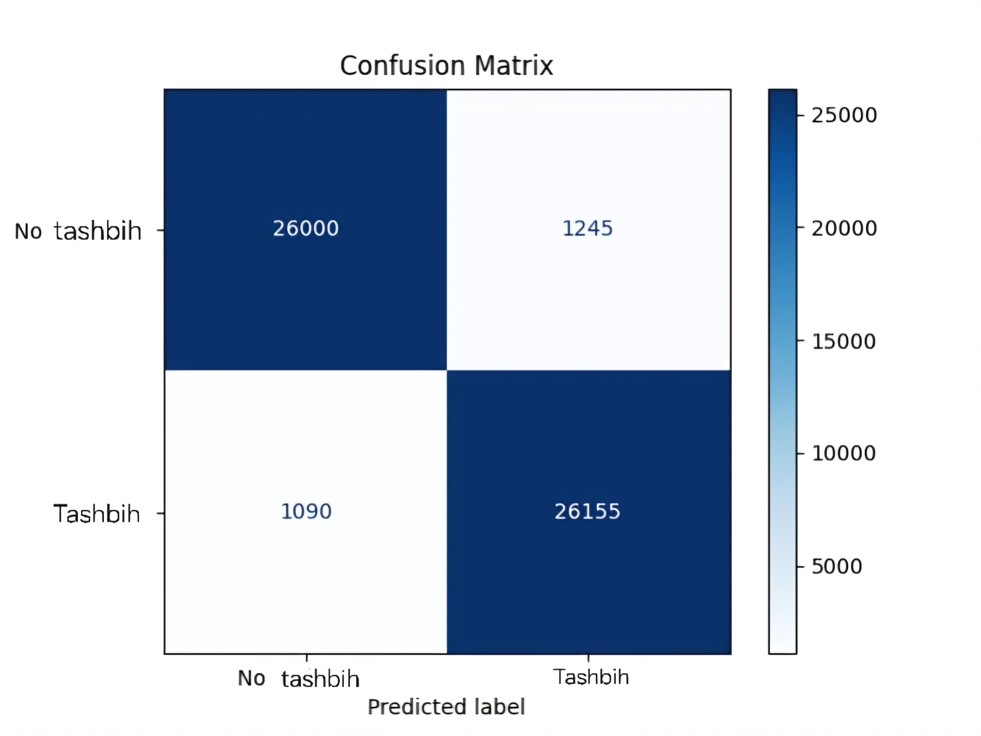 Confusion Matrix
25000
No tashbih
26000
1245
20000
15000
10000
Tashbih
1090
26155
5000
No tashbih
Tashbih
Predicted label